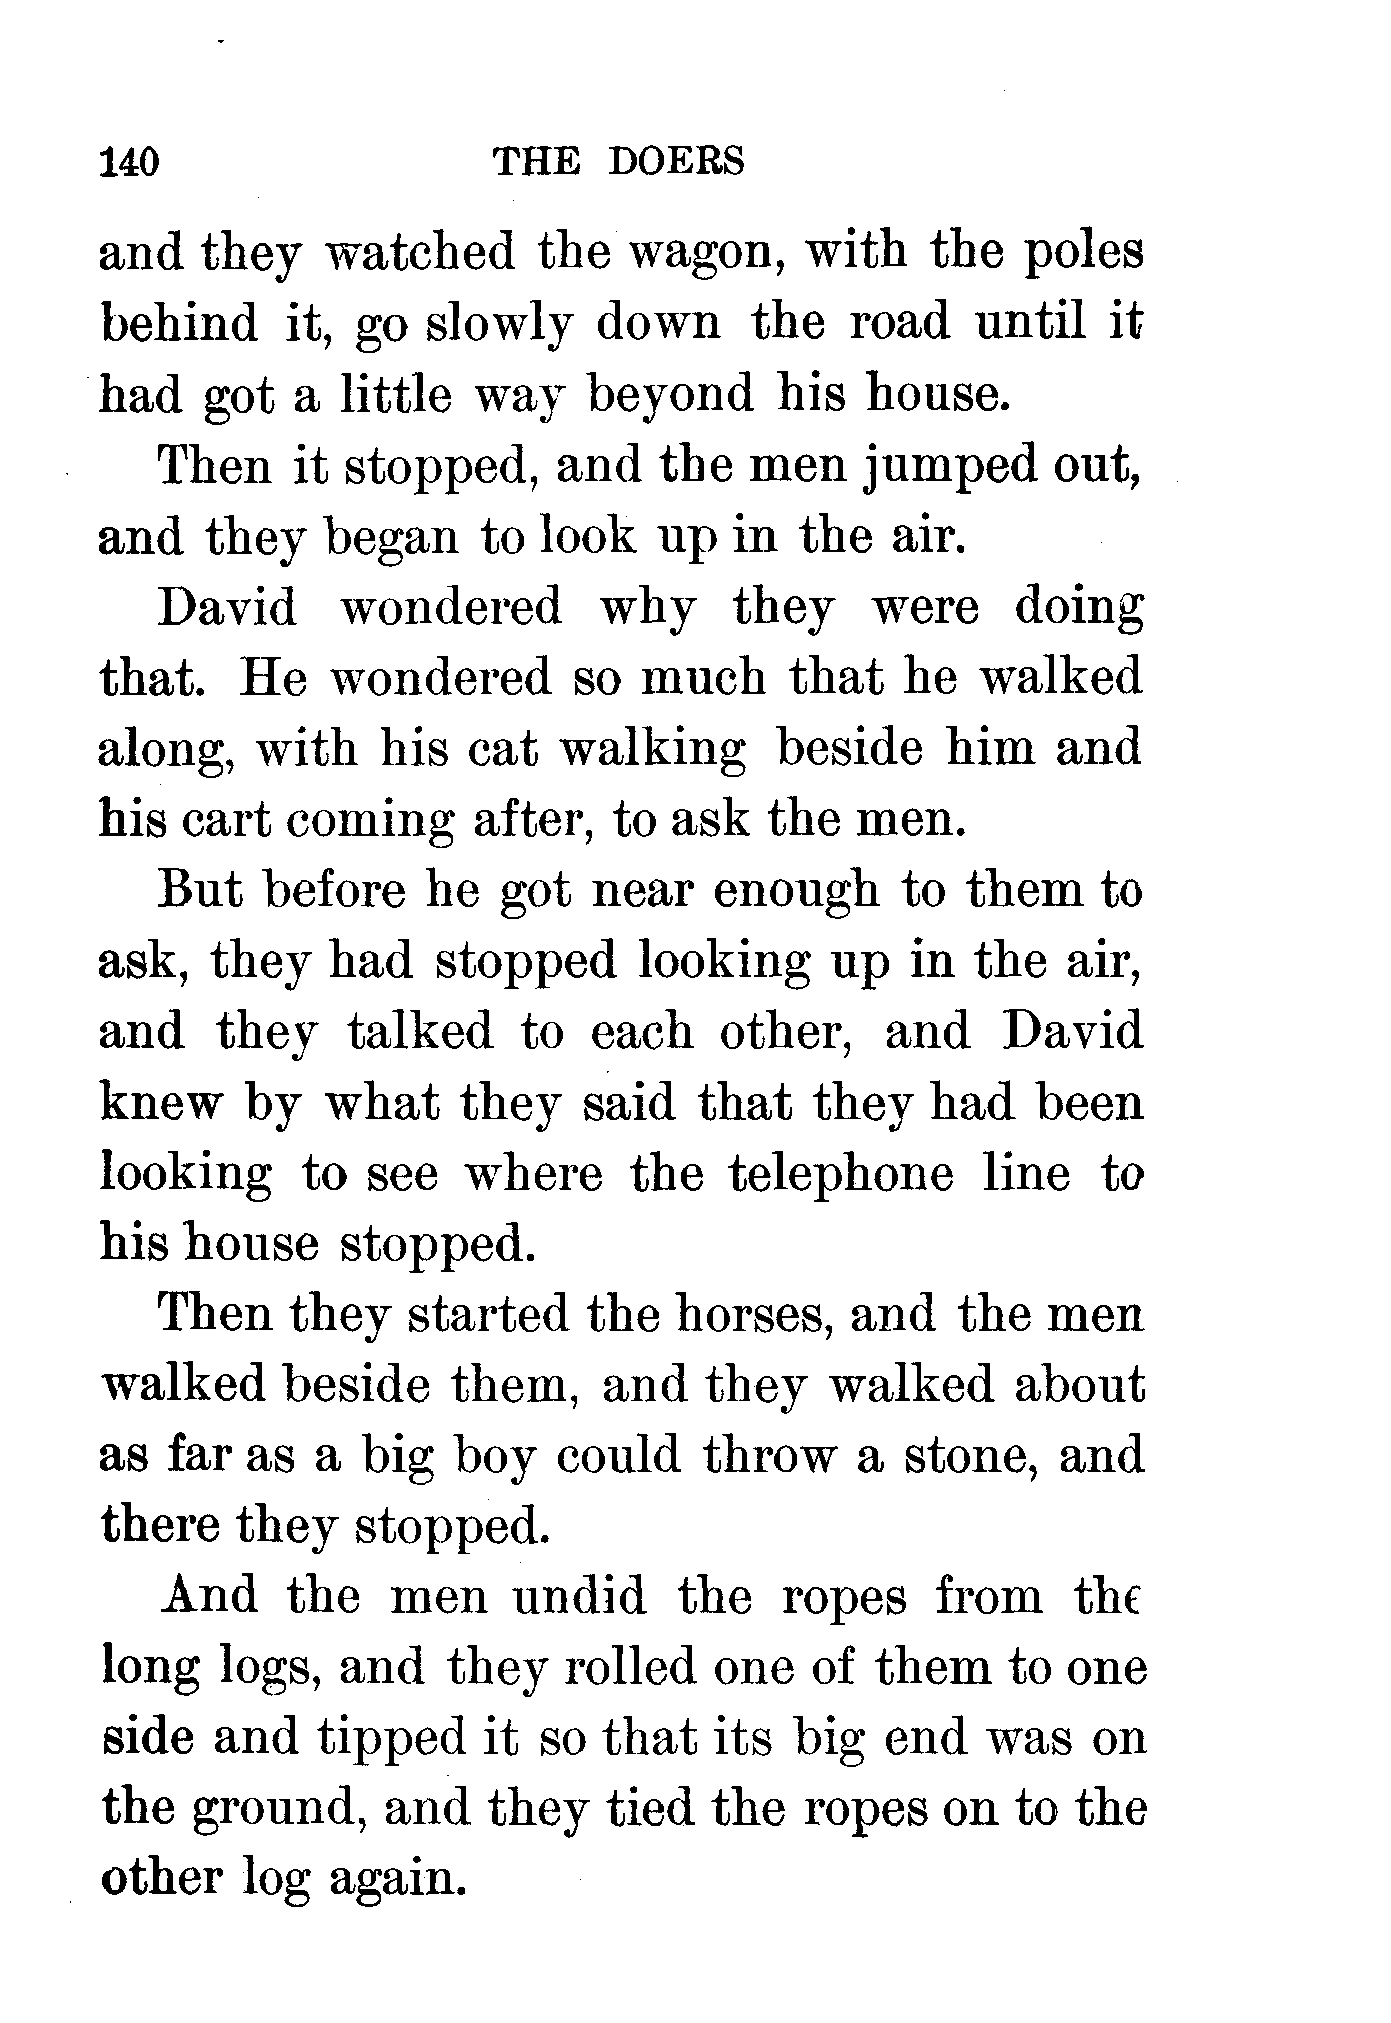 140 THE DOERS
and they watched the wagon, with the poles
behind it, go slowly down the road until it
had got a little way beyond his house.
Then it stopped, and the men jumped out,
and they began to look up in the air.
David wondered why they were doing
that. He wondered so much that he walked
along, with his cat walking beside him and
his cart coming after, to ask the men.
But before he got near enough to them to
ask, they had stopped looking up in the air,
and they talked to each other, and David
knew by what they said that they had been
looking to see where the telephone line to
his house stopped.
Then they started the horses, and the men
walked beside them, and they walked about
as far as a big boy could throw a stone, and
there they stopped.
And the men undid the ropes from the
long logs, and they rolled one of them to one
side and tipped it so that its big end was on
the ground, and they tied the ropes on to the
other log again.